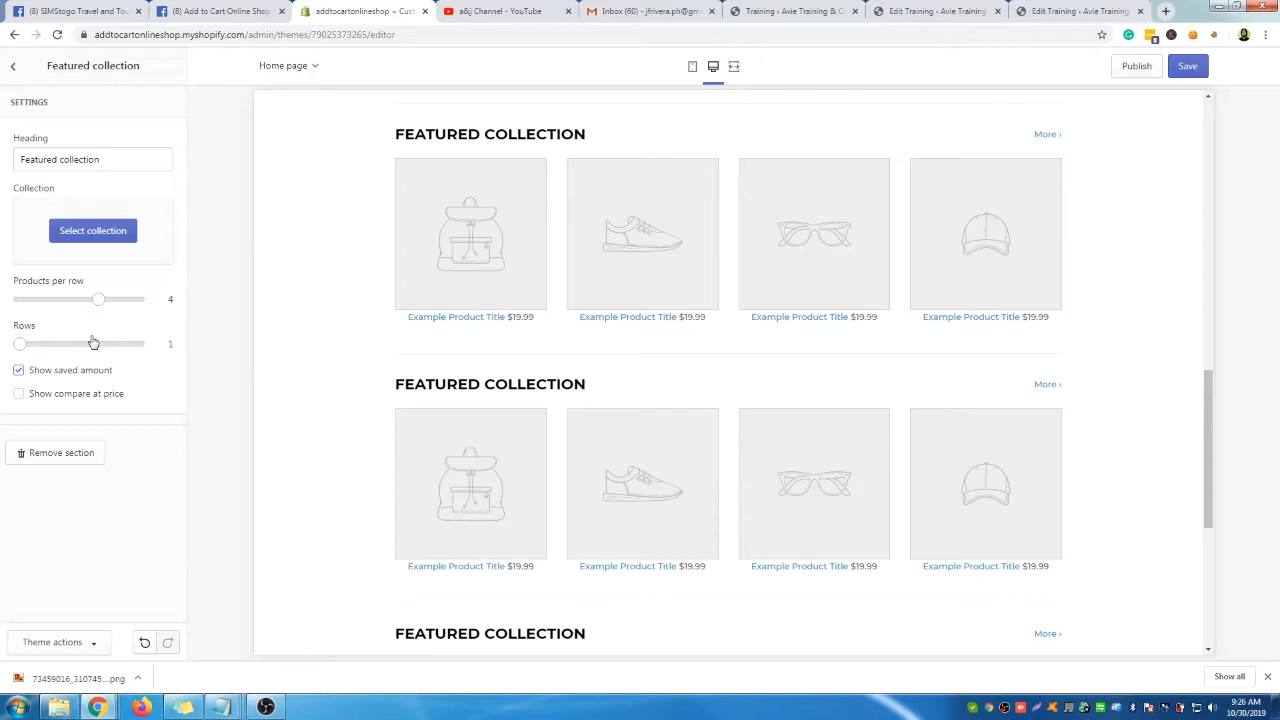 (8) SMSStogo Training - You
(8) Add to Cart Online Shop
addtocartonlineshop ~ Custo
a8j Channel - YouTube
Inbox (60) - jfrivera.ph@gm
Training ‹ Avie Training & C
Edit Training ‹ Avie Training
Edit Training ‹ Avie Training
addtocartonlineshop.myshopify.com/admin/themes/79025373265/editor
Featured collection
Home page
Publish
Save
SETTINGS
Heading
Featured collection
Collection
Select collection
Products per row
4
Rows
1
Show saved amount
Show compare at price
Remove section
Theme actions
FEATURED COLLECTION
More ›
Example Product Title $19.99
Example Product Title $19.99
Example Product Title $19.99
Example Product Title $19.99
FEATURED COLLECTION
More ›
Example Product Title $19.99
Example Product Title $19.99
Example Product Title $19.99
Example Product Title $19.99
FEATURED COLLECTION
More ›
73459016_310745....png
Show all
9:26 AM
10/30/2019